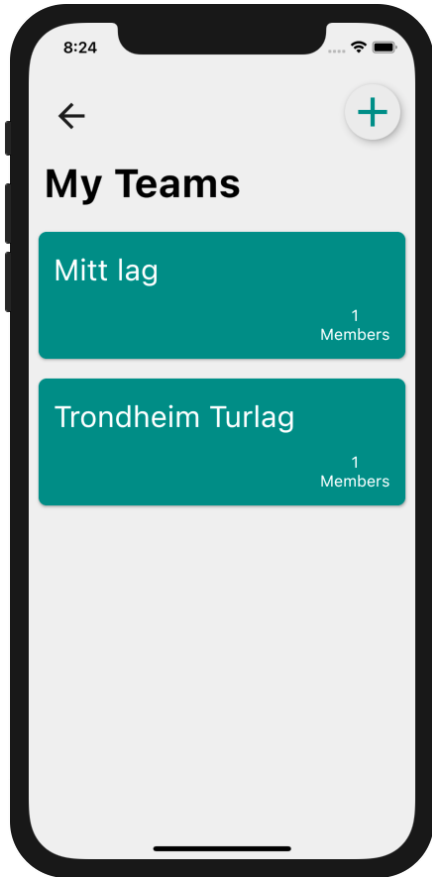 8:24
My Teams
Mitt lag
1
Members
Trondheim Turlag
1
Members